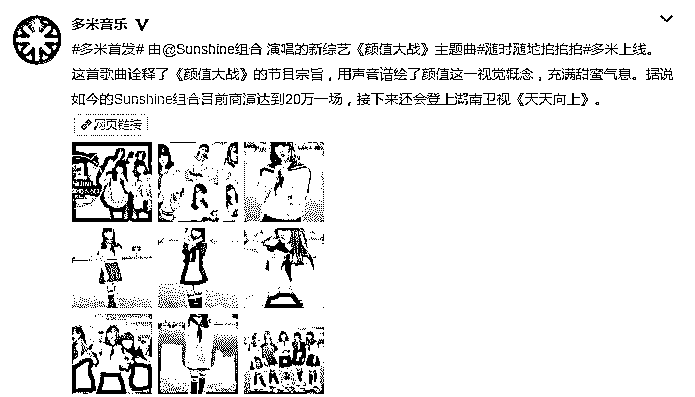 多米音乐
#多米首发# 由@Sunshine组合 演唱的新综艺《颜值大战》主题曲#随时随地拍拍拍#多米上线。
这首歌曲诠释了《颜值大战》的节目宗旨，用声音谱绘了颜值这一视觉概念，充满甜蜜气息。据说
如今的Sunshine组合目前商演达到20万一场，接下来还会登上湖南卫视《天天向上》。
网页链接